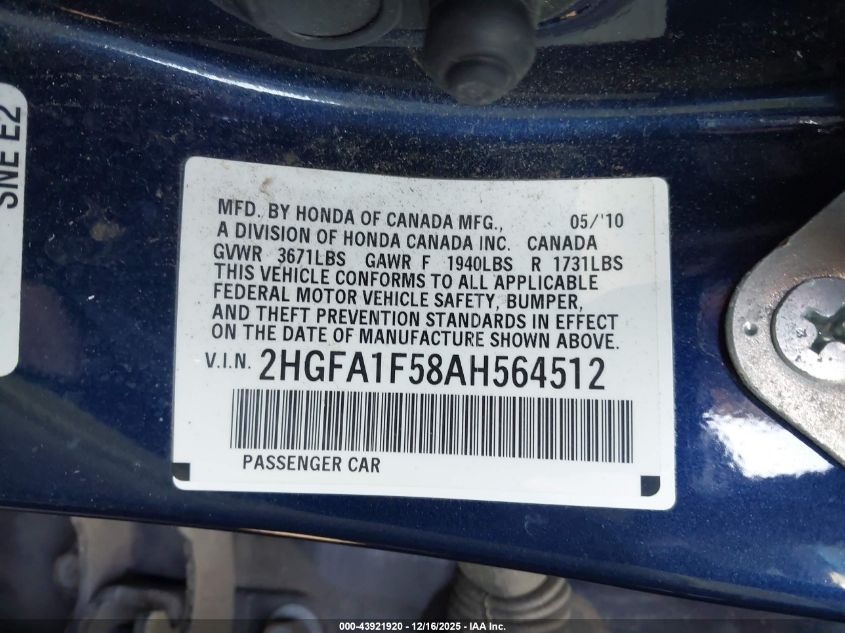 SNE E2
MFD. BY HONDA OF CANADA MFG., 05/'10
A DIVISION OF HONDA CANADA INC. CANADA
GVWR 3671LBS GAWR F 1940LBS R 1731LBS
THIS VEHICLE CONFORMS TO ALL APPLICABLE
FEDERAL MOTOR VEHICLE SAFETY, BUMPER,
AND THEFT PREVENTION STANDARDS IN EFFECT
ON THE DATE OF MANUFACTURE SHOWN ABOVE.
V.I.N. 2HGFA1F58AH564512
PASSENGER CAR
000-43921920 - 12/16/2025 - IAA Inc.